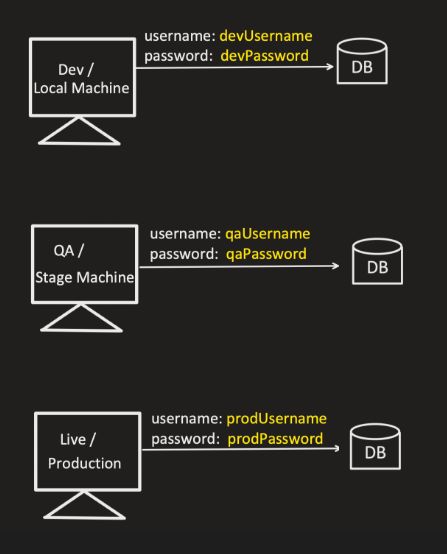 username: devUsername
password: devPassword
Dev /
Local Machine
DB
username: qaUsername
password: qaPassword
QA /
Stage Machine
DB
username: prodUsername
password: prodPassword
Live /
Production
DB